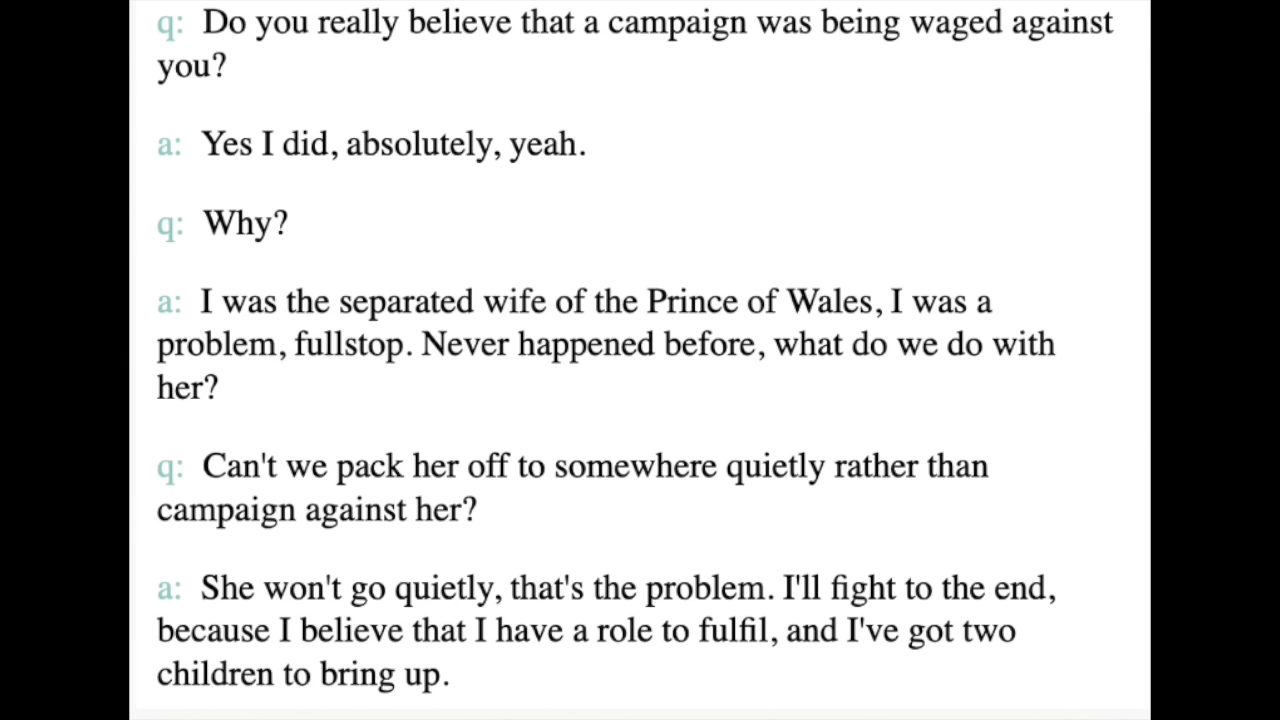 q: Do you really believe that a campaign was being waged against
you?
a: Yes I did, absolutely, yeah.
q: Why?
a: I was the separated wife of the Prince of Wales, I was a
problem, fullstop. Never happened before, what do we do with
her?
q: Can't we pack her off to somewhere quietly rather than
campaign against her?
a: She won't go quietly, that's the problem. I'll fight to the end,
because I believe that I have a role to fulfil, and I've got two
children to bring up.